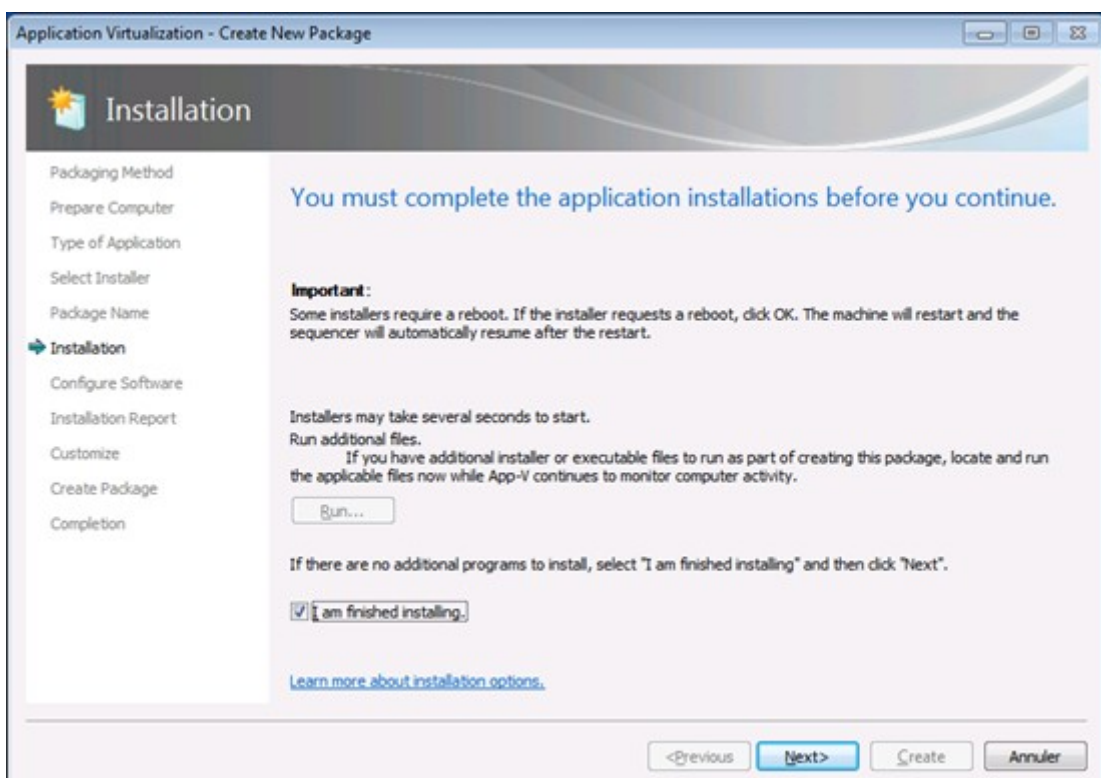 Application Virtualization - Create New Package
Installation
Packaging Method
Prepare Computer
Type of Application
Select Installer
Package Name
Installation
Configure Software
Installation Report
Customize
Create Package
Completion
You must complete the application installations before you continue.
Important:
Some installers require a reboot. If the installer requests a reboot, click OK. The machine will restart and the
sequencer will automatically resume after the restart.
Installers may take several seconds to start.
Run additional files.
If you have additional installer or executable files to run as part of creating this package, locate and run
the applicable files now while App-V continues to monitor computer activity.
Run...
If there are no additional programs to install, select "I am finished installing" and then click "Next".
I am finished installing.
Learn more about installation options.
<Previous Next> Create Annuler